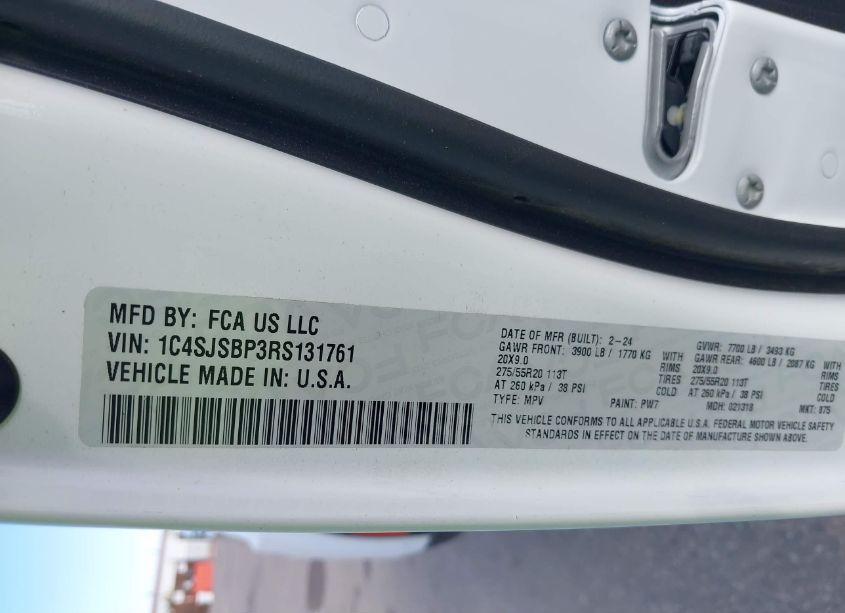 MFD BY: FCA US LLC
VIN: 1C4SJSBP3RS131761
VEHICLE MADE IN: U.S.A.
DATE OF MFR (BUILT): 2-24 GVWR: 7700 LB / 3493 KG
GAWR FRONT: 3900 LB / 1770 KG WITH GAWR REAR: 4600 LB / 2087 KG WITH
20X9.0 RIMS 20X9.0 RIMS
275/55R20 113T TIRES 275/55R20 113T TIRES
AT 260 kPa / 38 PSI COLD AT 260 kPa / 38 PSI COLD
TYPE: MPV PAINT: PW7 MDH: 021318 MKT: 875
THIS VEHICLE CONFORMS TO ALL APPLICABLE U.S.A. FEDERAL MOTOR VEHICLE SAFETY
STANDARDS IN EFFECT ON THE DATE OF MANUFACTURE SHOWN ABOVE.